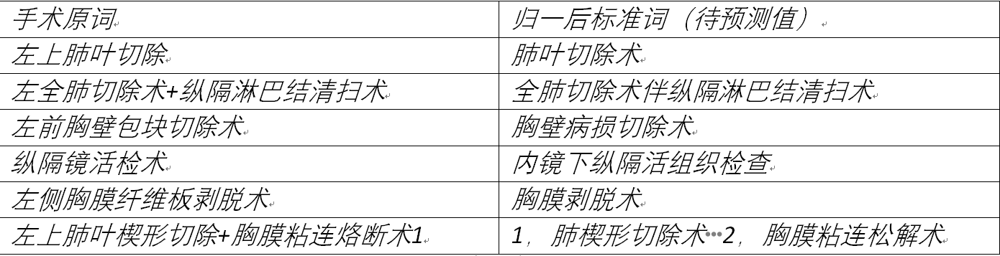 手术原词 归一后标准词（待预测值）
左上肺叶切除 肺叶切除术
左全肺切除术+纵隔淋巴结清扫术 全肺切除术伴纵隔淋巴结清扫术
左前胸壁包块切除术 胸壁病损切除术
纵隔镜活检术 内镜下纵隔活组织检查
左侧胸膜纤维板剥脱术 胸膜剥脱术
左上肺叶楔形切除+胸膜粘连烙断术1 1，肺楔形切除术•••2，胸膜粘连松解术